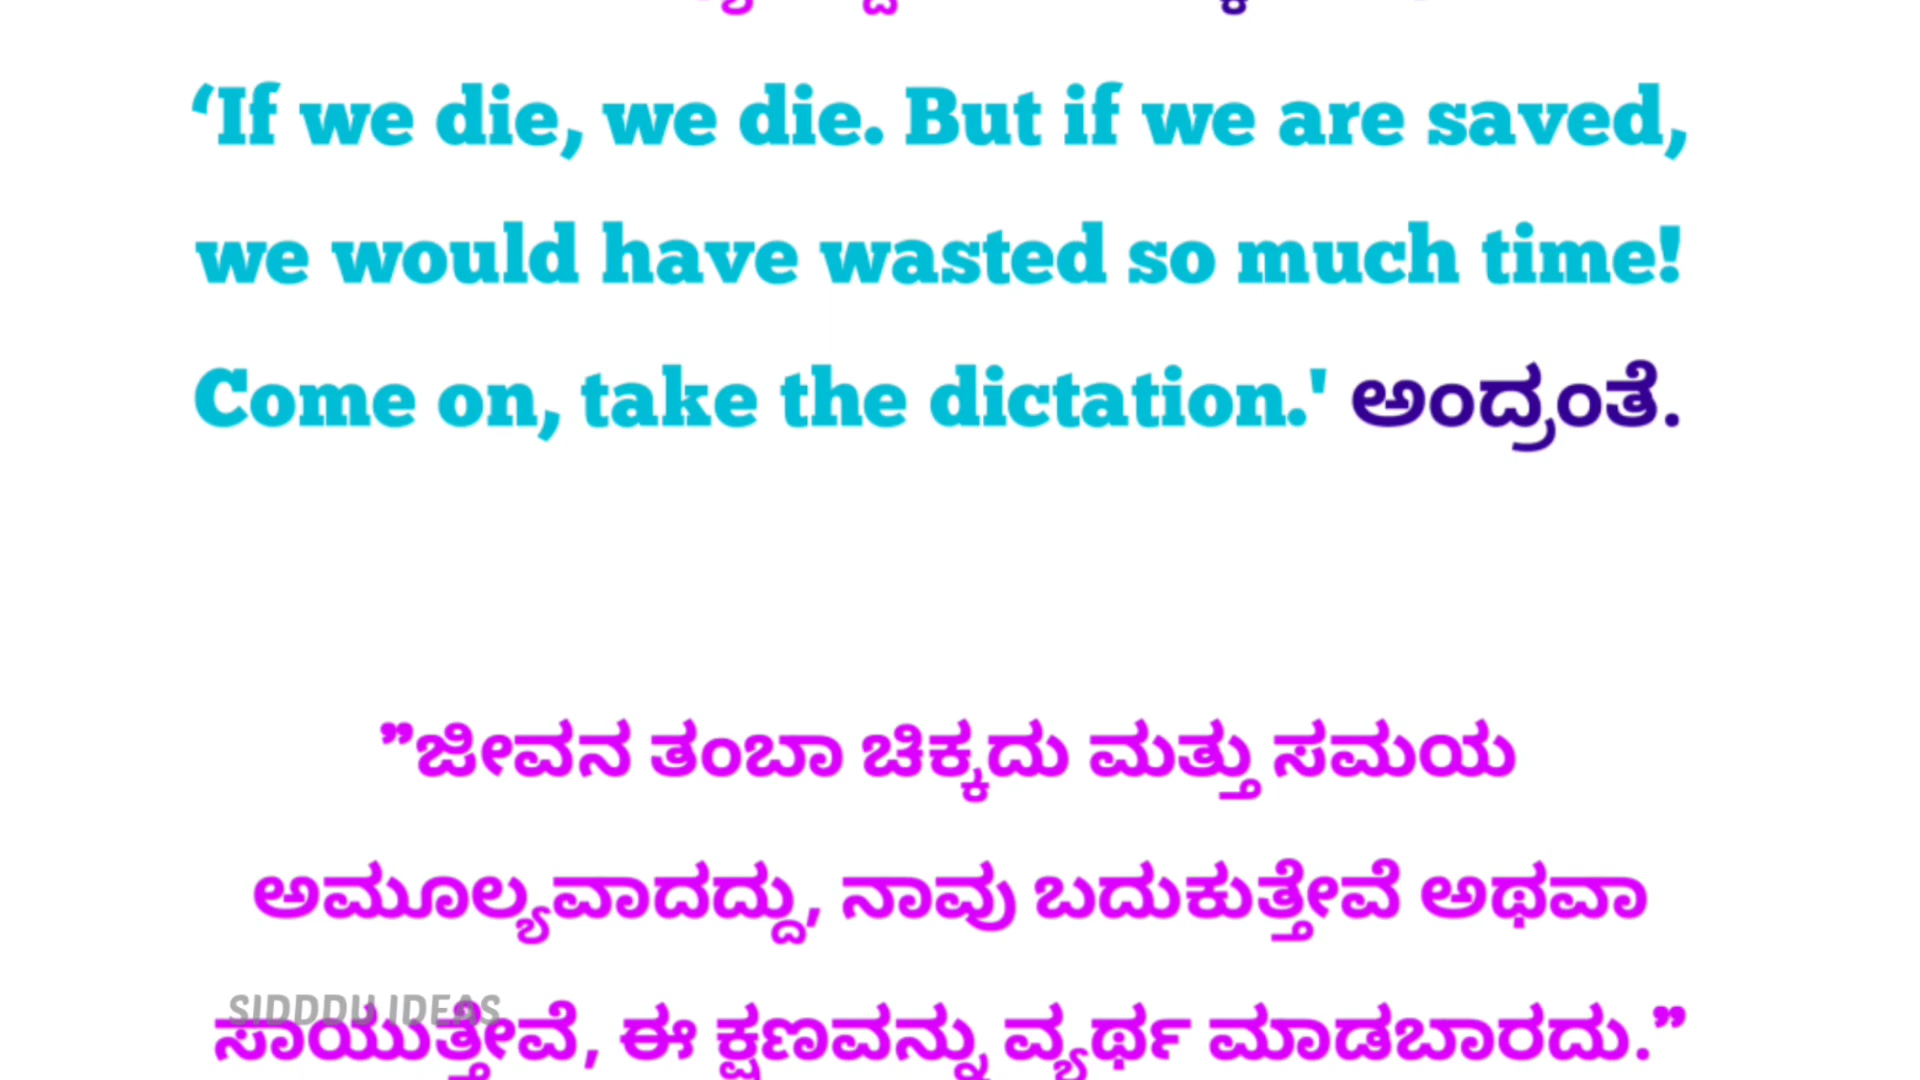 ‘If we die, we die. But if we are saved,
we would have wasted so much time!
Come on, take the dictation.' ಅಂದ್ರಂತೆ.
”ಜೀವನ ತಂಬಾ ಚಿಕ್ಕದು ಮತ್ತು ಸಮಯ
ಅಮೂಲ್ಯವಾದದ್ದು, ನಾವು ಬದುಕುತ್ತೇವೆ ಅಥವಾ
SIDDDU IDEAS
ಸಾಯುತ್ತೇವೆ, ಈ ಕ್ಷಣವನ್ನು ವ್ಯರ್ಥ ಮಾಡಬಾರದು.”